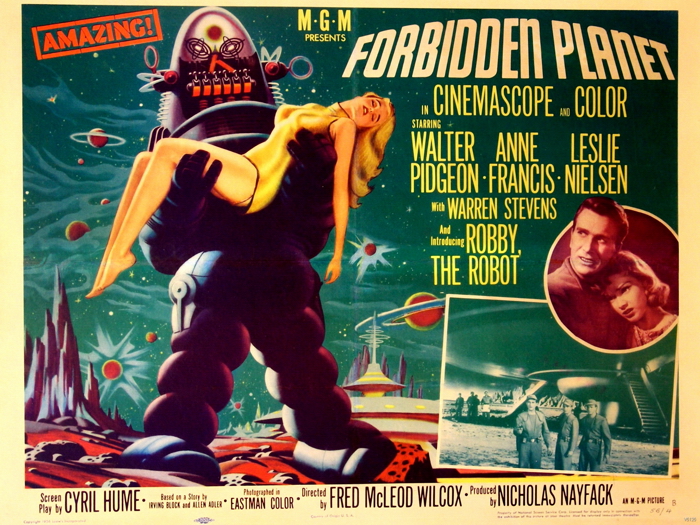 AMAZING!
M·G·M
PRESENTS
FORBIDDEN PLANET
IN CINEMASCOPE AND COLOR
STARRING
WALTER PIDGEON · ANNE FRANCIS · LESLIE NIELSEN
With WARREN STEVENS
And Introducing ROBBY, THE ROBOT
Screen Play by CYRIL HUME · Based on a Story by IRVING BLOCK and ALLEN ADLER · Photographed in EASTMAN COLOR · Directed by FRED McLEOD WILCOX · Produced by NICHOLAS NAYFACK
AN M-G-M PICTURE